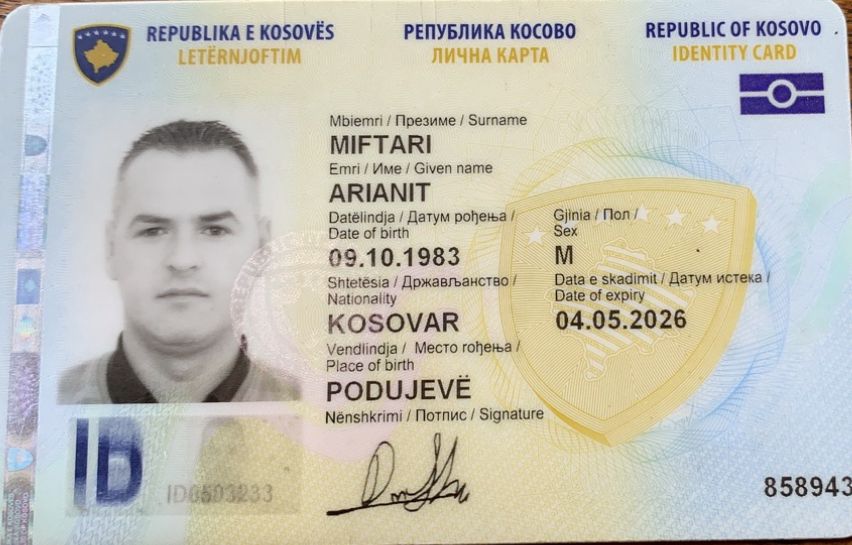 REPUBLIKA E KOSOVËS
LETËRNJOFTIM
РЕПУБЛИКА КОСОВО
ЛИЧНА КАРТА
REPUBLIC OF KOSOVO
IDENTITY CARD
Mbiemri / Презиме / Surname
MIFTARI
Emri / Име / Given name
ARIANIT
Datëlindja / Датум рођења /
Date of birth
09.10.1983
Gjinia / Пол /
Sex
M
Shtetësia / Држављанство /
Nationality
KOSOVAR
Data e skadimit / Датум истека /
Date of expiry
04.05.2026
Vendlindja / Место рођења /
Place of birth
PODUJEVË
Nënshkrimi / Потпис / Signature
ID
858943